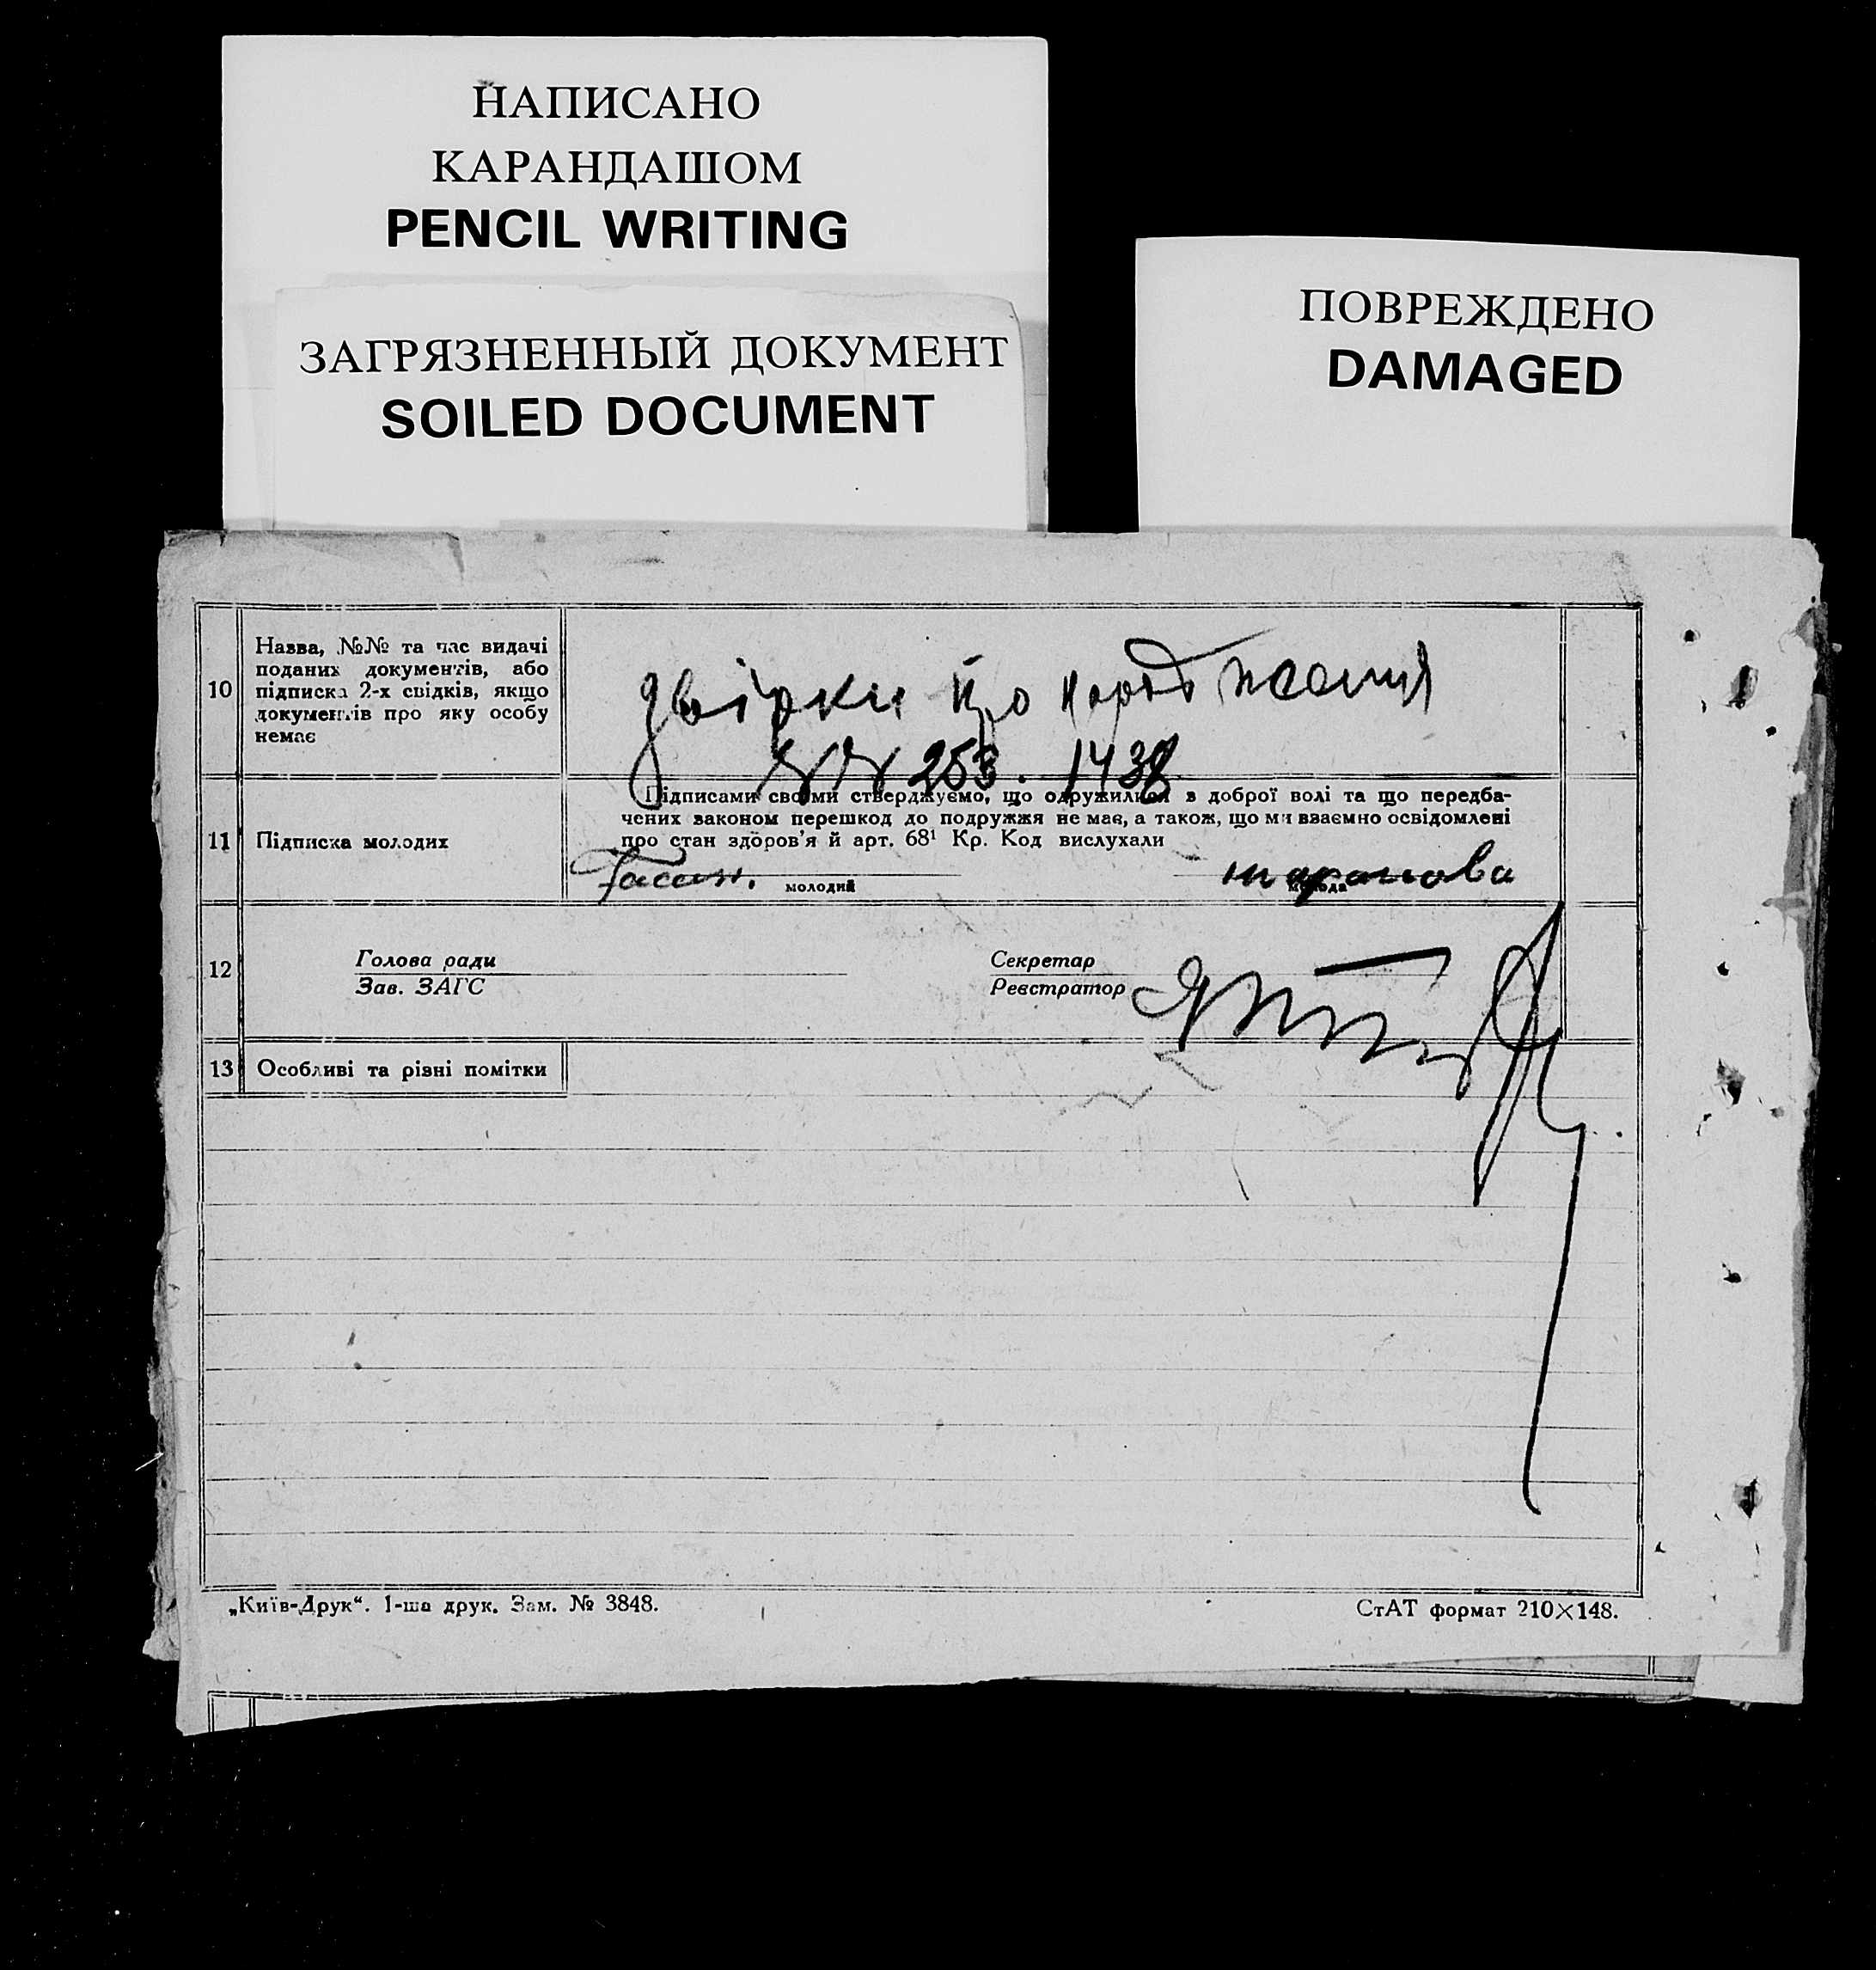 НАПИСАНО
КАРАНДАШОМ
PENCIL WRITING
ЗАГРЯЗНЕННЫЙ ДОКУМЕНТ
SOILED DOCUMENT
ПОВРЕЖДЕНО
DAMAGED
10
Назва, №№ та час видачі
поданих документів, або
підписка 2-х свідків, якщо
документів про яку особу
немає
про народження
№№ 253. 1438
11
Підписка молодих
Підписами своїми стверджуємо, що одружилися з доброї волі та що передба-
чених законом перешкод до подружжя не має, а також, що ми взаємно освідомлені
про стан здоров'я й арт. 68¹ Кр. Код вислухали
молодий
молода
12
Голова ради
Зав. ЗАГС
Секретар
Реєстратор
13
Особливі та різні помітки
„Київ-Друк“. 1-ша друк. Зам. № 3848.
СтАТ формат 210×148.